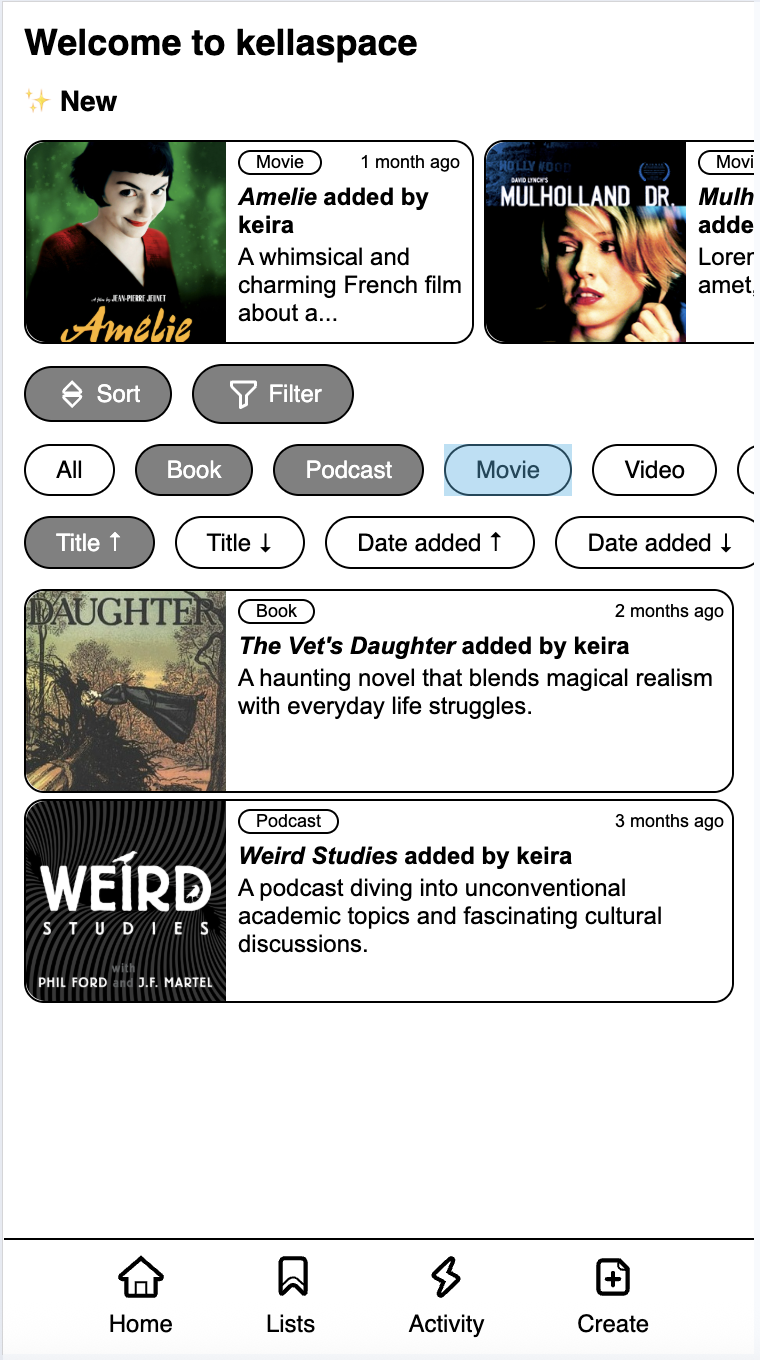 Welcome to kellaspace
✨ New
Movie
1 month ago
Amelie added by
keira
A whimsical and
charming French film
about a...
a film by JEAN-PIERRE JEUNET
Amélie
HOLLYWOOD
DAVID LYNCH'S
MULHOLLAND DR.
Movi
Mulh
adde
Lorer
amet,
Sort
Filter
All
Book
Podcast
Movie
Video
Title ↑
Title ↓
Date added ↑
Date added ↓
DAUGHTER
Book
2 months ago
The Vet's Daughter added by keira
A haunting novel that blends magical realism
with everyday life struggles.
WEIRD
STUDIES
with
PHIL FORD and J.F. MARTEL
Podcast
3 months ago
Weird Studies added by keira
A podcast diving into unconventional
academic topics and fascinating cultural
discussions.
Home
Lists
Activity
Create